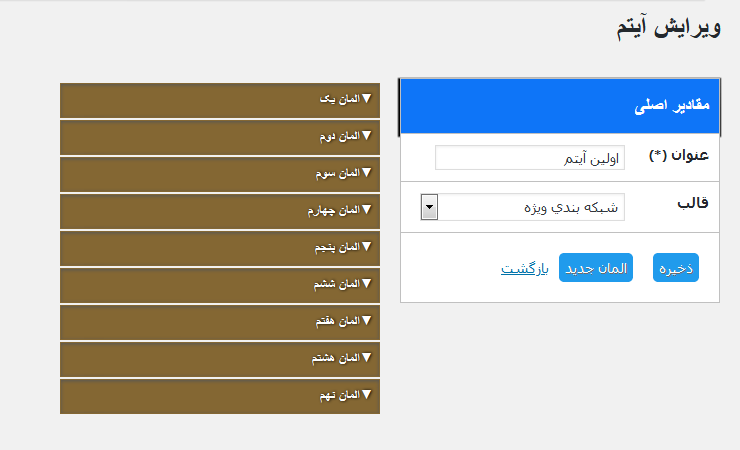 ویرایش آیتم
مقادیر اصلی
عنوان (*)
اولین آیتم
قالب
شبکه بندي ویژه
ذخیره
المان جدید
بازگشت
▼المان یک
▼المان دوم
▼المان سوم
▼المان چهارم
▼المان پنجم
▼المان ششم
▼المان هفتم
▼المان هشتم
▼المان نهم